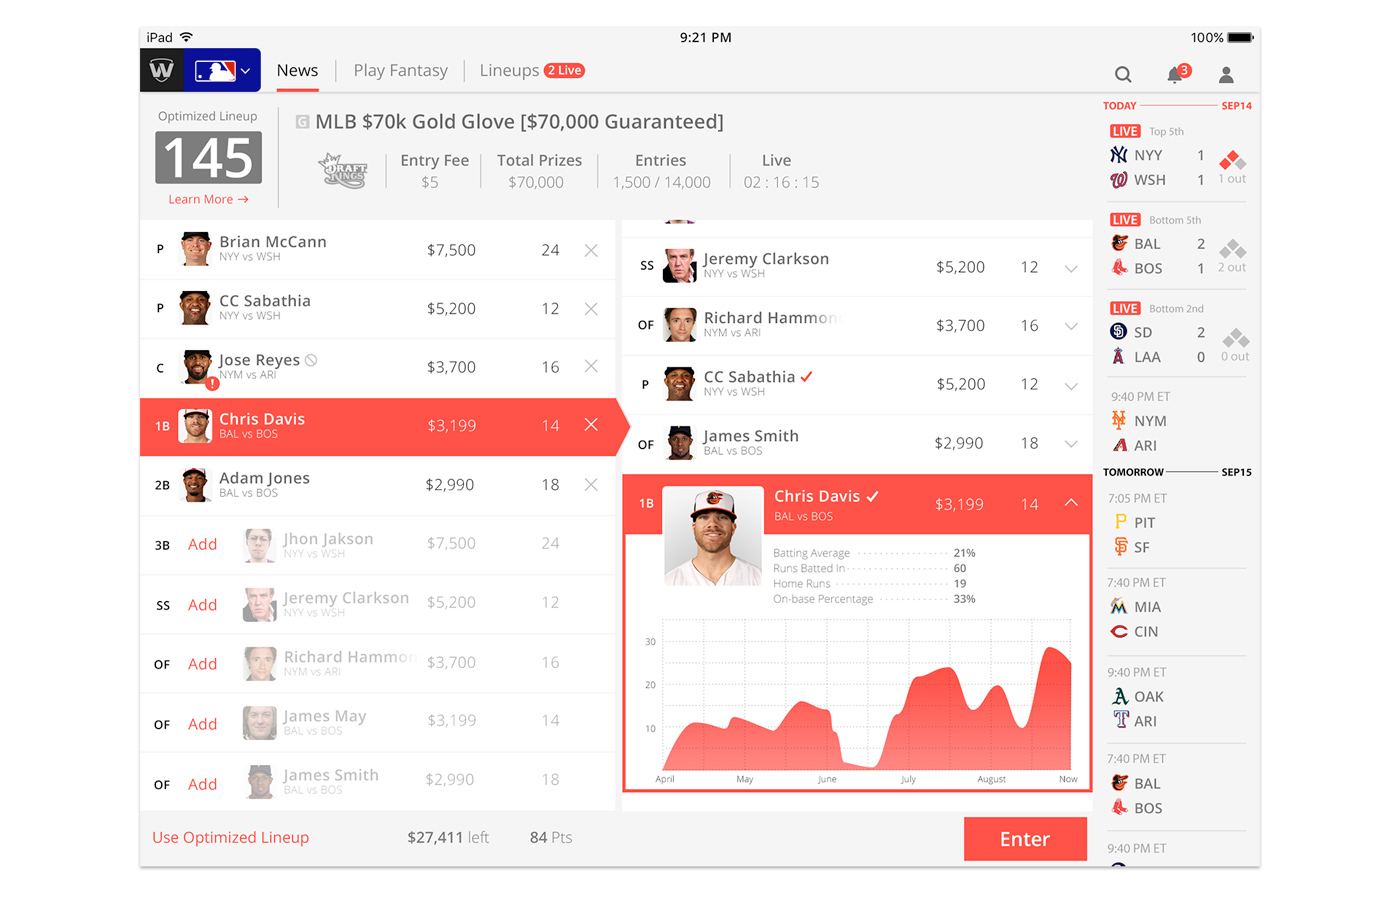 iPad
9:21 PM
100%
W
News
Play Fantasy
Lineups 2 Live
3
Optimized Lineup
145
Learn More →
G MLB $70k Gold Glove [$70,000 Guaranteed]
DRAFT KINGS
Entry Fee
$5
Total Prizes
$70,000
Entries
1,500 / 14,000
Live
02 : 16 : 15
P Brian McCann $7,500 24
NYY vs WSH
P CC Sabathia $5,200 12
NYY vs WSH
C Jose Reyes $3,700 16
NYM vs ARI
!
1B Chris Davis $3,199 14
BAL vs BOS
2B Adam Jones $2,990 18
BAL vs BOS
3B Add Jhon Jakson $7,500 24
NYY vs WSH
SS Add Jeremy Clarkson $5,200 12
NYY vs WSH
OF Add Richard Hammon $3,700 16
NYM vs ARI
OF Add James May $3,199 14
BAL vs BOS
OF Add James Smith $2,990 18
BAL vs BOS
Use Optimized Lineup
$27,411 left
84 Pts
SS Jeremy Clarkson $5,200 12
NYY vs WSH
OF Richard Hammon $3,700 16
NYM vs ARI
P CC Sabathia $5,200 12
NYY vs WSH
OF James Smith $2,990 18
BAL vs BOS
1B Chris Davis $3,199 14
BAL vs BOS
Batting Average 21%
Runs Batted In 60
Home Runs 19
On-base Percentage 33%
30
20
10
April May June July August Now
Enter
TODAY SEP14
LIVE Top 5th
NYY 1
WSH 1
1 out
LIVE Bottom 5th
BAL 2
BOS 1
2 out
LIVE Bottom 2nd
SD 2
LAA 0
0 out
9:40 PM ET
NYM
ARI
TOMORROW SEP15
7:05 PM ET
PIT
SF
7:40 PM ET
MIA
CIN
9:40 PM ET
OAK
ARI
7:40 PM ET
BAL
BOS
9:40 PM ET